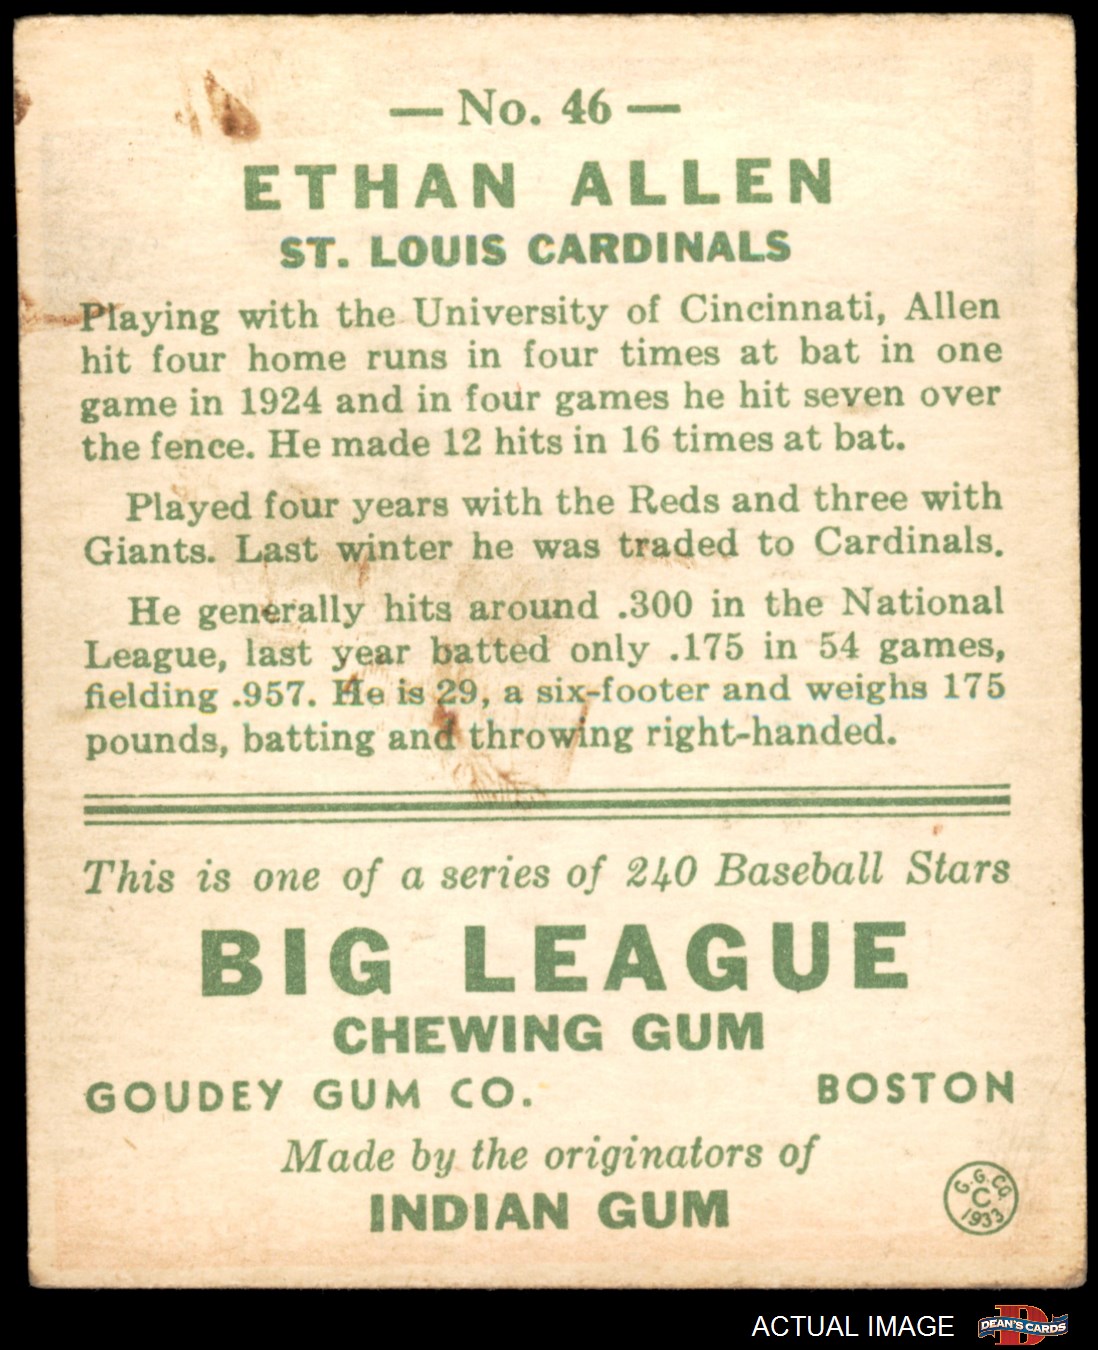 — No. 46 —
ETHAN ALLEN
ST. LOUIS CARDINALS
Playing with the University of Cincinnati, Allen
hit four home runs in four times at bat in one
game in 1924 and in four games he hit seven over
the fence. He made 12 hits in 16 times at bat.
Played four years with the Reds and three with
Giants. Last winter he was traded to Cardinals.
He generally hits around .300 in the National
League, last year batted only .175 in 54 games,
fielding .957. He is 29, a six-footer and weighs 175
pounds, batting and throwing right-handed.
This is one of a series of 240 Baseball Stars
BIG LEAGUE
CHEWING GUM
GOUDEY GUM CO. BOSTON
Made by the originators of
INDIAN GUM
G. G. CO.
C
1933
ACTUAL IMAGE
D
DEAN'S CARDS